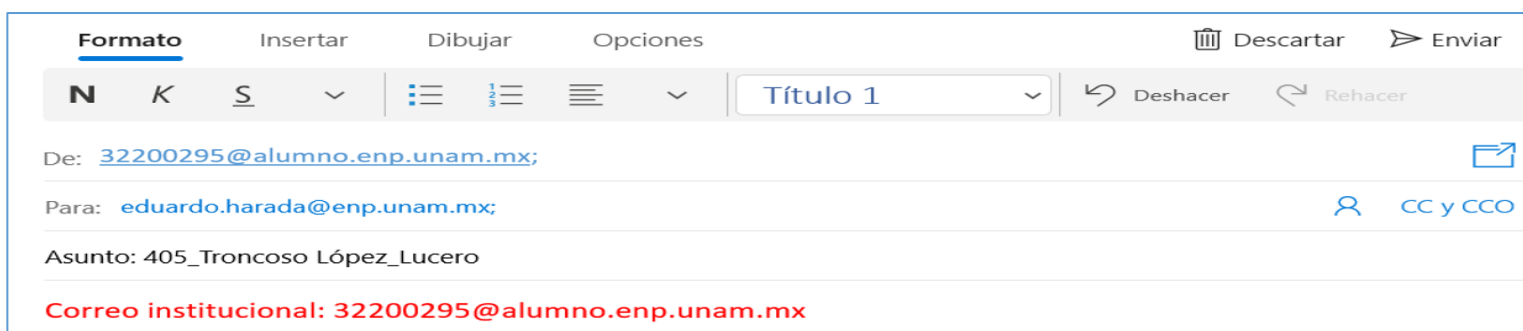 Formato Insertar Dibujar Opciones Descartar Enviar
N K S Título 1 Deshacer Rehacer
De: 32200295@alumno.enp.unam.mx;
Para: eduardo.harada@enp.unam.mx; CC y CCO
Asunto: 405_Troncoso López_Lucero
Correo institucional: 32200295@alumno.enp.unam.mx